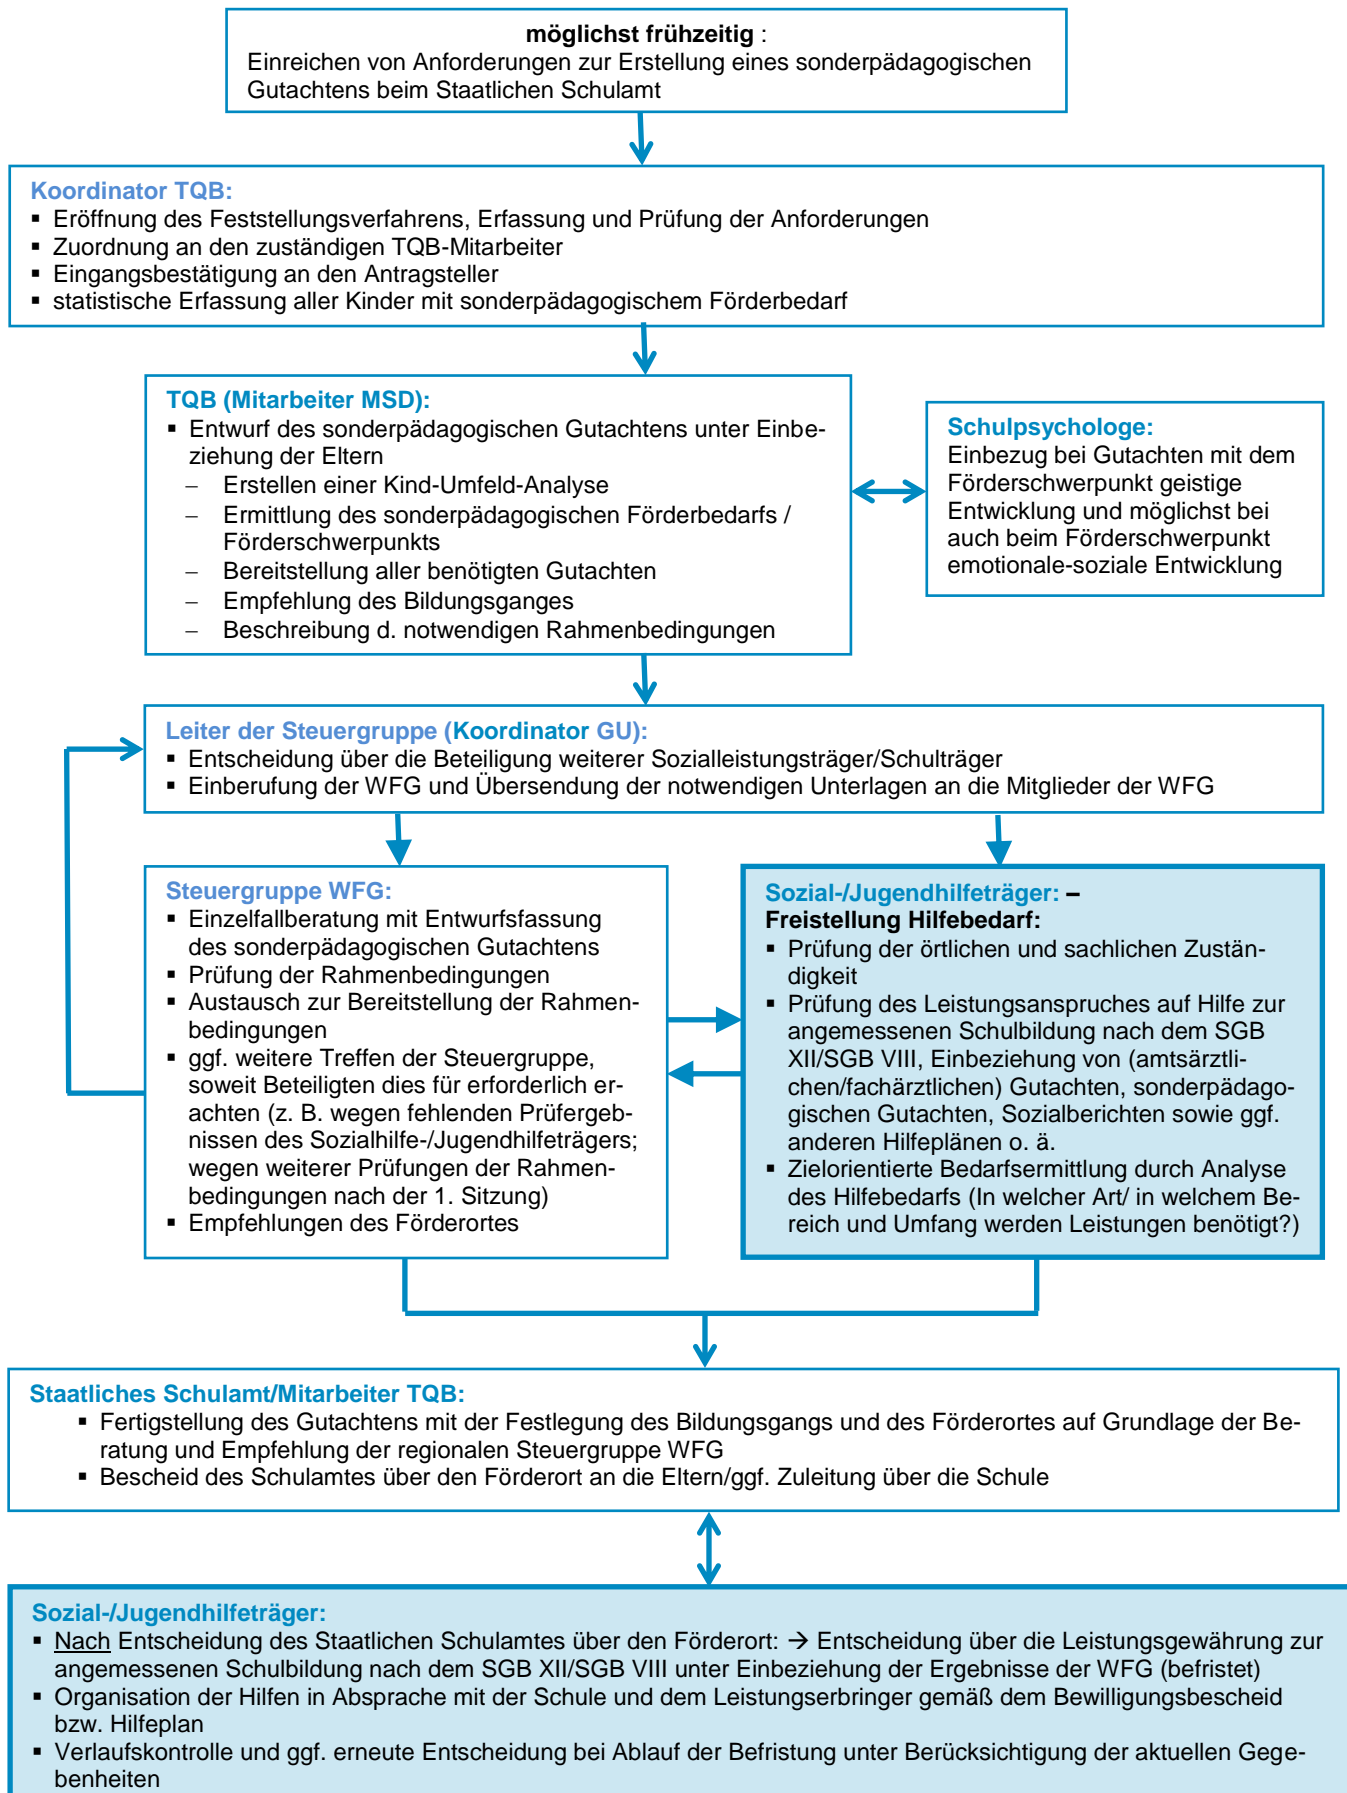 möglichst frühzeitig :
Einreichen von Anforderungen zur Erstellung eines sonderpädagogischen
Gutachtens beim Staatlichen Schulamt
Koordinator TQB:
▪ Eröffnung des Feststellungsverfahrens, Erfassung und Prüfung der Anforderungen
▪ Zuordnung an den zuständigen TQB-Mitarbeiter
▪ Eingangsbestätigung an den Antragsteller
▪ statistische Erfassung aller Kinder mit sonderpädagogischem Förderbedarf
TQB (Mitarbeiter MSD):
▪ Entwurf des sonderpädagogischen Gutachtens unter Einbe-
ziehung der Eltern
– Erstellen einer Kind-Umfeld-Analyse
– Ermittlung des sonderpädagogischen Förderbedarfs /
Förderschwerpunkts
– Bereitstellung aller benötigten Gutachten
– Empfehlung des Bildungsganges
– Beschreibung d. notwendigen Rahmenbedingungen
Schulpsychologe:
Einbezug bei Gutachten mit dem
Förderschwerpunkt geistige
Entwicklung und möglichst bei
auch beim Förderschwerpunkt
emotionale-soziale Entwicklung
Leiter der Steuergruppe (Koordinator GU):
▪ Entscheidung über die Beteiligung weiterer Sozialleistungsträger/Schulträger
▪ Einberufung der WFG und Übersendung der notwendigen Unterlagen an die Mitglieder der WFG
Steuergruppe WFG:
▪ Einzelfallberatung mit Entwurfsfassung
des sonderpädagogischen Gutachtens
▪ Prüfung der Rahmenbedingungen
▪ Austausch zur Bereitstellung der Rahmen-
bedingungen
▪ ggf. weitere Treffen der Steuergruppe,
soweit Beteiligten dies für erforderlich er-
achten (z. B. wegen fehlenden Prüfergeb-
nissen des Sozialhilfe-/Jugendhilfeträgers;
wegen weiterer Prüfungen der Rahmen-
bedingungen nach der 1. Sitzung)
▪ Empfehlungen des Förderortes
Sozial-/Jugendhilfeträger: –
Freistellung Hilfebedarf:
▪ Prüfung der örtlichen und sachlichen Zustän-
digkeit
▪ Prüfung des Leistungsanspruches auf Hilfe zur
angemessenen Schulbildung nach dem SGB
XII/SGB VIII, Einbeziehung von (amtsärztli-
chen/fachärztlichen) Gutachten, sonderpädago-
gischen Gutachten, Sozialberichten sowie ggf.
anderen Hilfeplänen o. ä.
▪ Zielorientierte Bedarfsermittlung durch Analyse
des Hilfebedarfs (In welcher Art/ in welchem Be-
reich und Umfang werden Leistungen benötigt?)
Staatliches Schulamt/Mitarbeiter TQB:
▪ Fertigstellung des Gutachtens mit der Festlegung des Bildungsgangs und des Förderortes auf Grundlage der Be-
ratung und Empfehlung der regionalen Steuergruppe WFG
▪ Bescheid des Schulamtes über den Förderort an die Eltern/ggf. Zuleitung über die Schule
Sozial-/Jugendhilfeträger:
▪ Nach Entscheidung des Staatlichen Schulamtes über den Förderort: → Entscheidung über die Leistungsgewährung zur
angemessenen Schulbildung nach dem SGB XII/SGB VIII unter Einbeziehung der Ergebnisse der WFG (befristet)
▪ Organisation der Hilfen in Absprache mit der Schule und dem Leistungserbringer gemäß dem Bewilligungsbescheid
bzw. Hilfeplan
▪ Verlaufskontrolle und ggf. erneute Entscheidung bei Ablauf der Befristung unter Berücksichtigung der aktuellen Gege-
benheiten